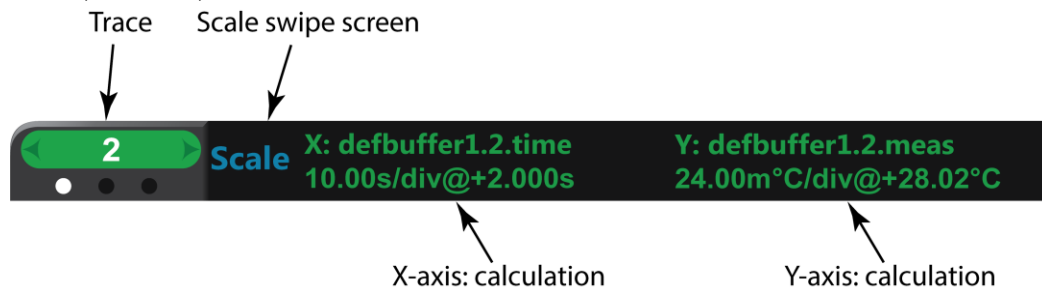 Trace Scale swipe screen
2
Scale X: defbuffer1.2.time Y: defbuffer1.2.meas
10.00s/div@+2.000s 24.00m°C/div@+28.02°C
X-axis: calculation Y-axis: calculation